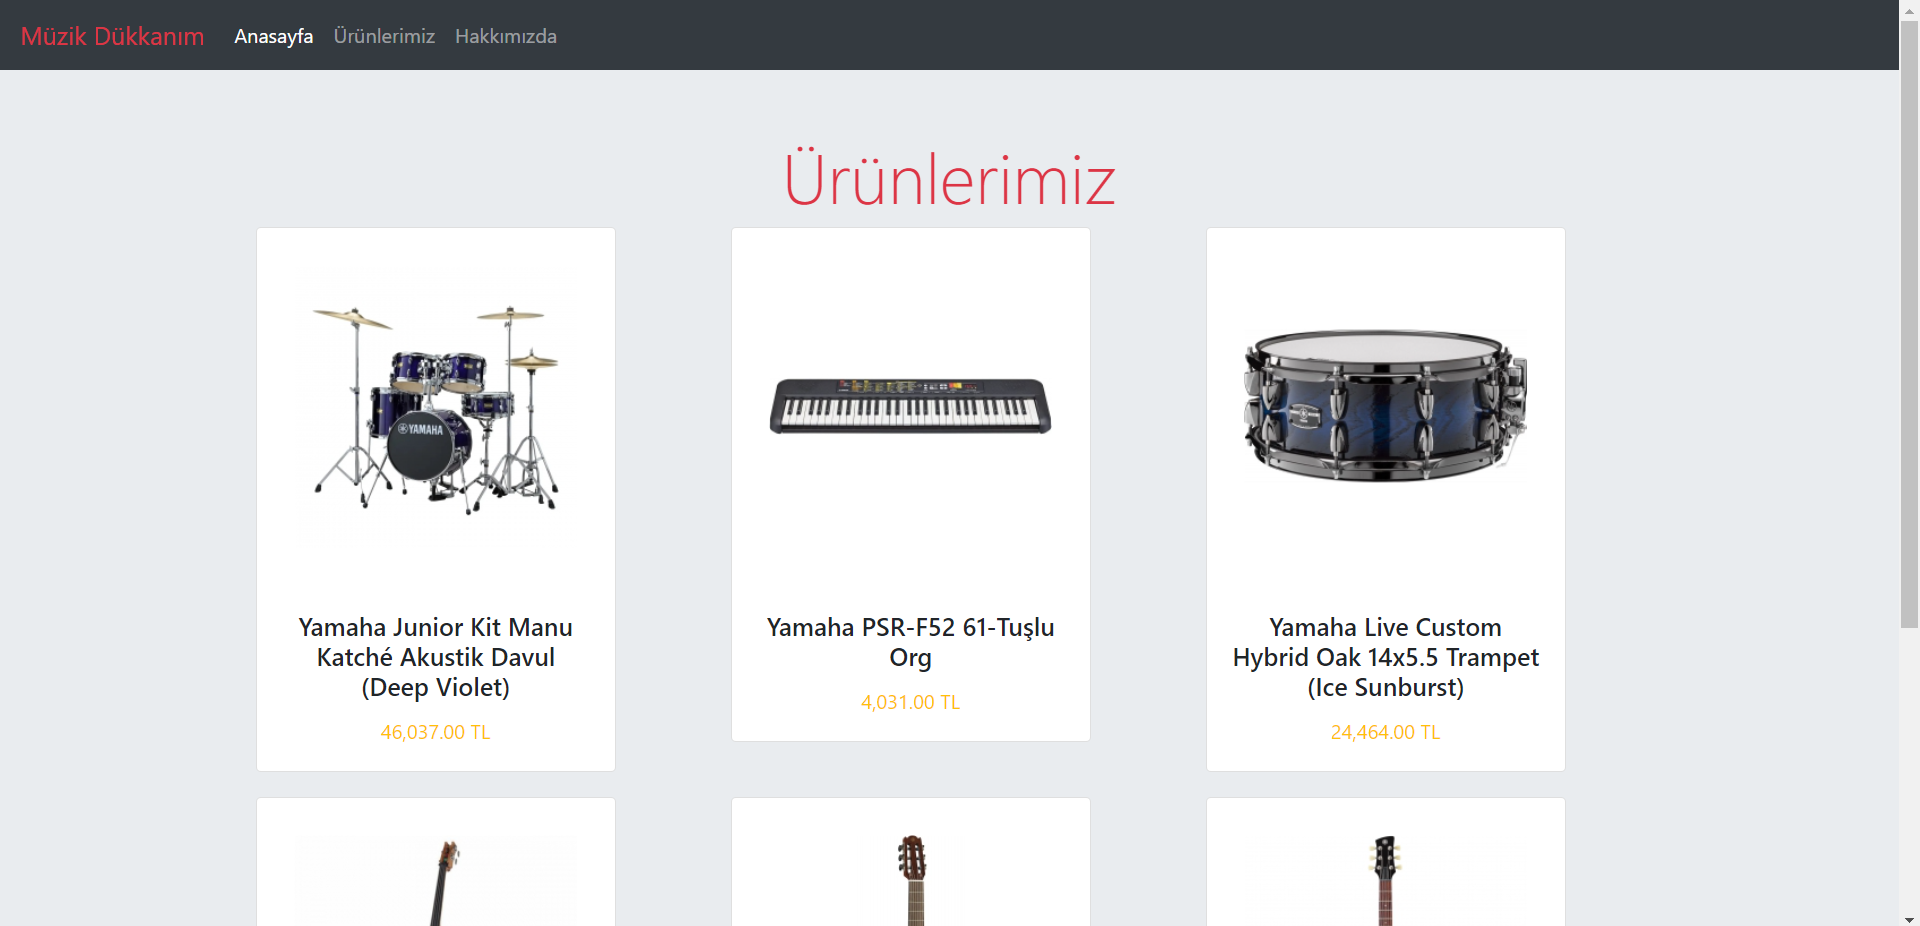 Müzik Dükkanım Anasayfa Ürünlerimiz Hakkımızda
Ürünlerimiz
YAMAHA
Yamaha Junior Kit Manu
Katché Akustik Davul
(Deep Violet)
46,037.00 TL
Yamaha PSR-F52 61-Tuşlu
Org
4,031.00 TL
Yamaha Live Custom
Hybrid Oak 14x5.5 Trampet
(Ice Sunburst)
24,464.00 TL